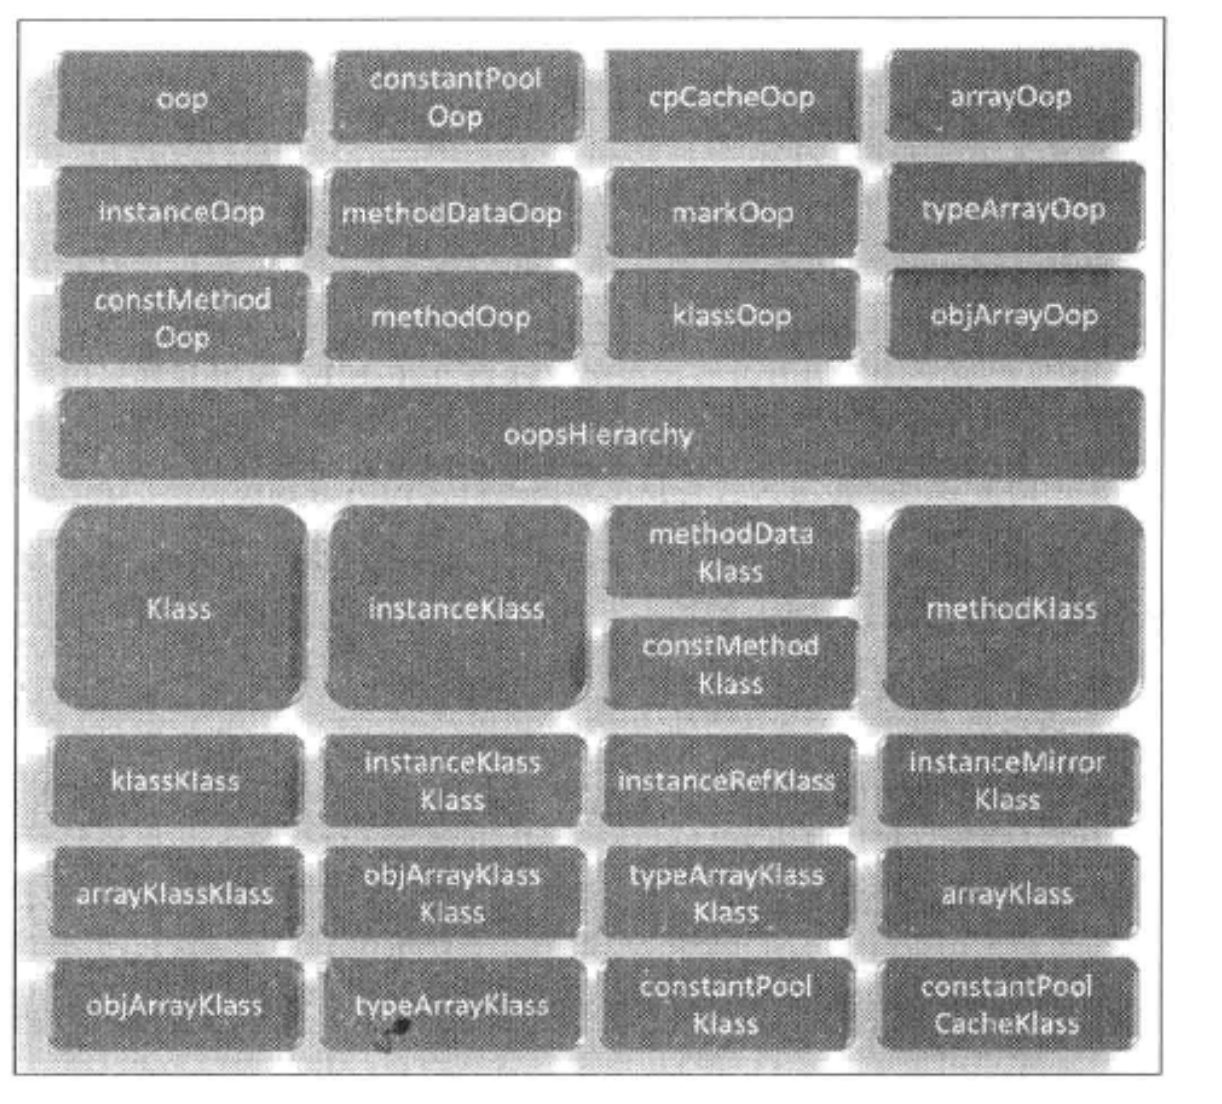 oop
constantPool
Oop
cpCacheOop
arrayOop
instanceOop
methodDataOop
markOop
typeArrayOop
constMethod
Oop
methodOop
klassOop
objArrayOop
oopsHierarchy
Klass
instanceKlass
methodData
Klass
constMethod
Klass
methodKlass
klassKlass
instanceKlass
Klass
instanceRefKlass
instanceMirror
Klass
arrayKlassKlass
objArrayKlass
Klass
typeArrayKlass
Klass
arrayKlass
objArrayKlass
typeArrayKlass
constantPool
Klass
constantPool
CacheKlass